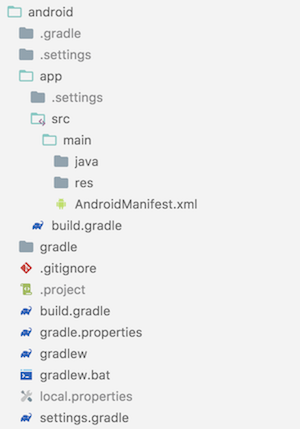 android
.gradle
.settings
app
.settings
src
main
java
res
AndroidManifest.xml
build.gradle
gradle
.gitignore
.project
build.gradle
gradle.properties
gradlew
gradlew.bat
local.properties
settings.gradle